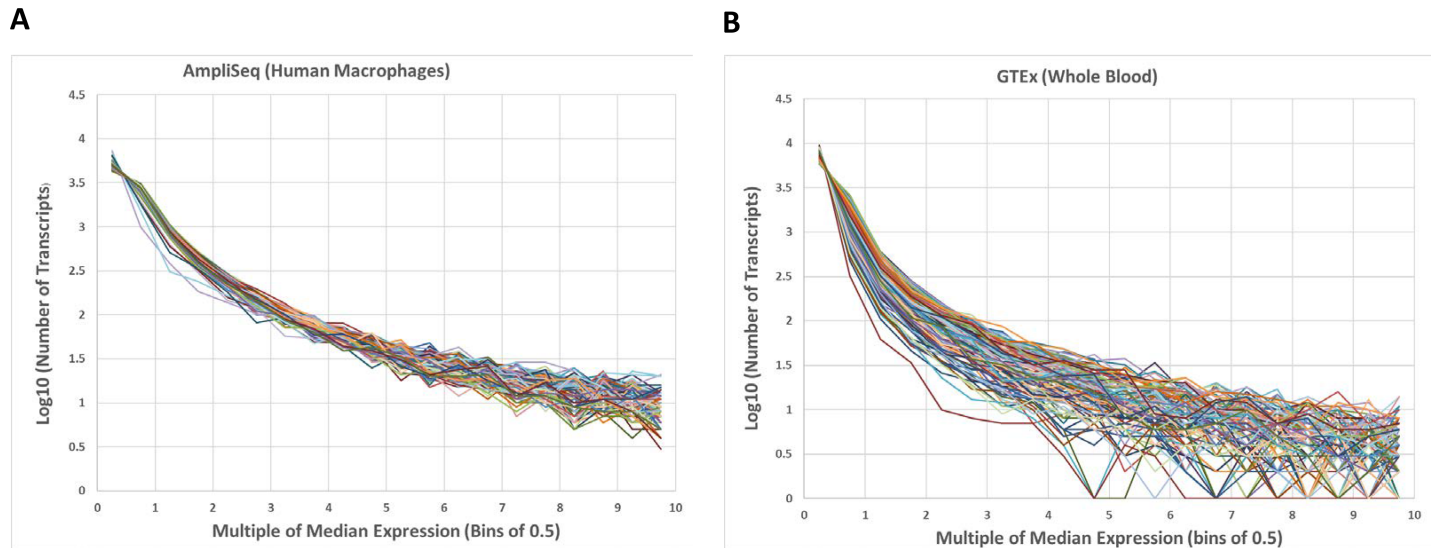 A
AmpliSeq (Human Macrophages)
Log10 (Number of Transcripts)
4.5
4
3.5
3
2.5
2
1.5
1
0.5
0
0 1 2 3 4 5 6 7 8 9 10
Multiple of Median Expression (Bins of 0.5)
B
GTEx (Whole Blood)
Log10 (Number of Transcripts)
4.5
4
3.5
3
2.5
2
1.5
1
0.5
0
0 1 2 3 4 5 6 7 8 9 10
Multiple of Median Expression (bins of 0.5)